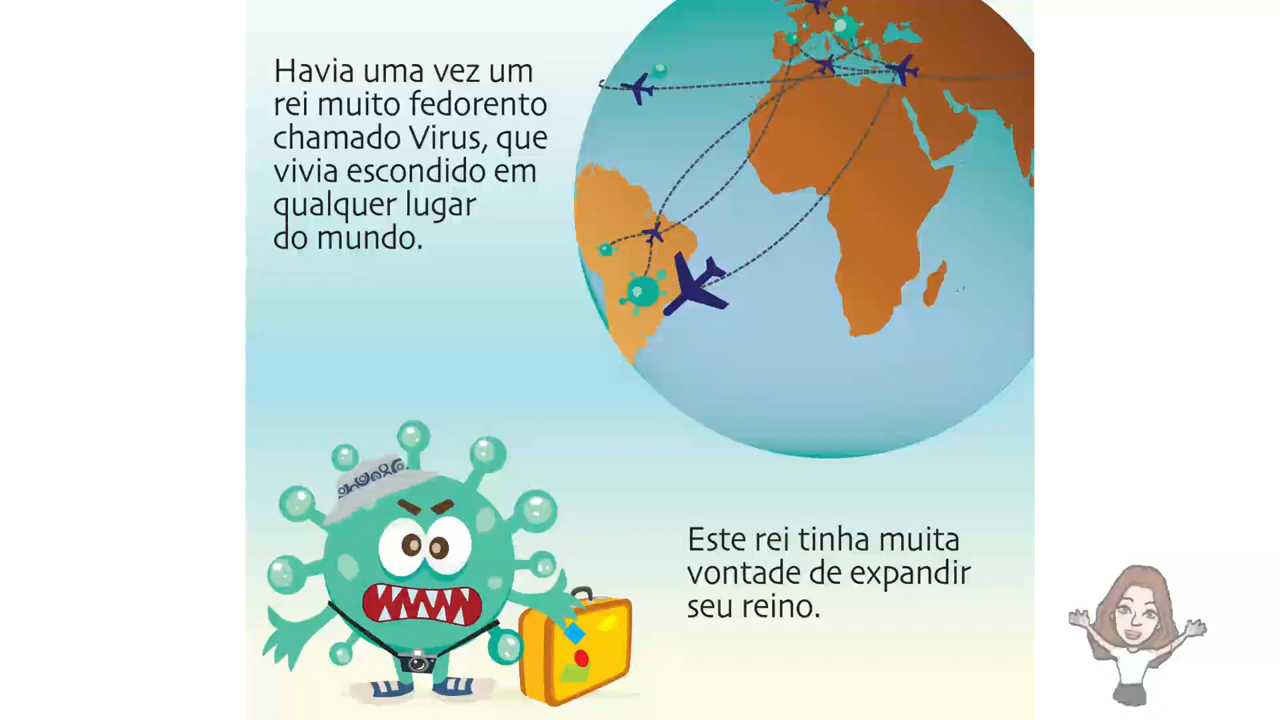 Havia uma vez um
rei muito fedorento
chamado Virus, que
vivia escondido em
qualquer lugar
do mundo.
Este rei tinha muita
vontade de expandir
seu reino.